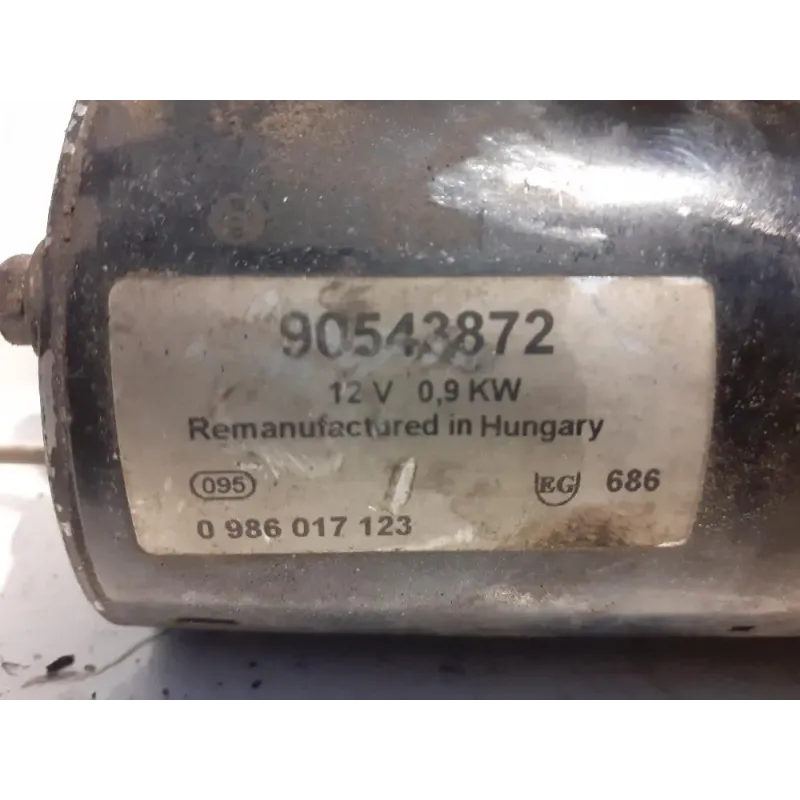 90543872
12 V 0,9 KW
Remanufactured in Hungary
095 EG 686
0 986 017 123